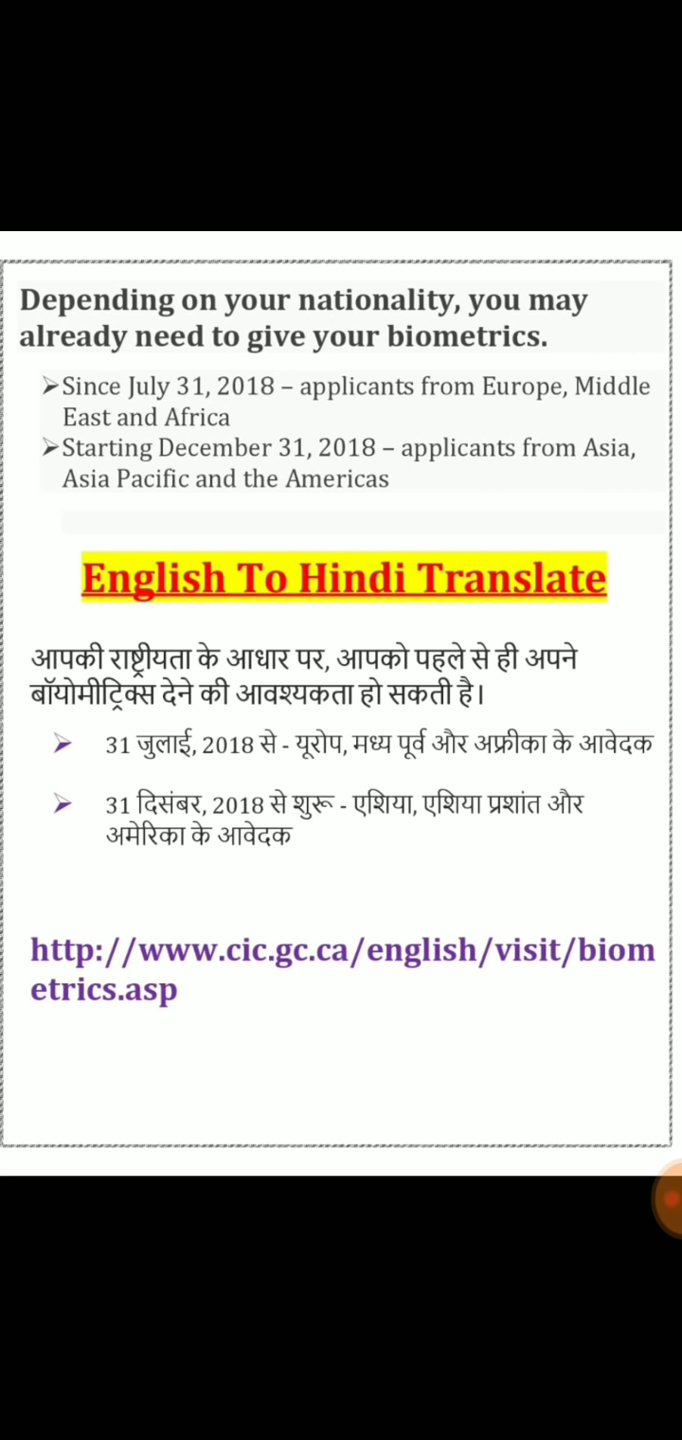 Depending on your nationality, you may
already need to give your biometrics.
➢Since July 31, 2018 – applicants from Europe, Middle
East and Africa
➢Starting December 31, 2018 – applicants from Asia,
Asia Pacific and the Americas
English To Hindi Translate
आपकी राष्ट्रीयता के आधार पर, आपको पहले से ही अपने
बॉयोमीट्रिक्स देने की आवश्यकता हो सकती है।
➢ 31 जुलाई, 2018 से - यूरोप, मध्य पूर्व और अफ्रीका के आवेदक
➢ 31 दिसंबर, 2018 से शुरू - एशिया, एशिया प्रशांत और
अमेरिका के आवेदक
http://www.cic.gc.ca/english/visit/biom
etrics.asp